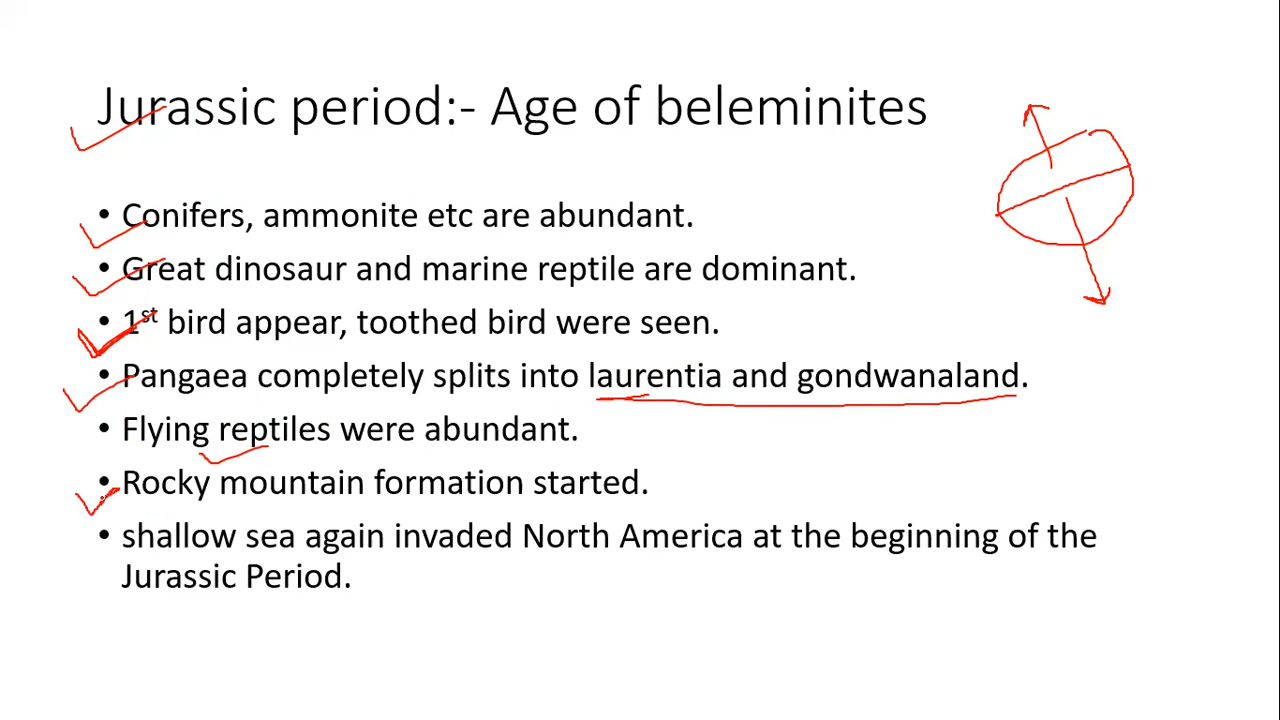 Jurassic period:- Age of beleminites
• Conifers, ammonite etc are abundant.
• Great dinosaur and marine reptile are dominant.
• 1st bird appear, toothed bird were seen.
• Pangaea completely splits into laurentia and gondwanaland.
• Flying reptiles were abundant.
• Rocky mountain formation started.
• shallow sea again invaded North America at the beginning of the
Jurassic Period.